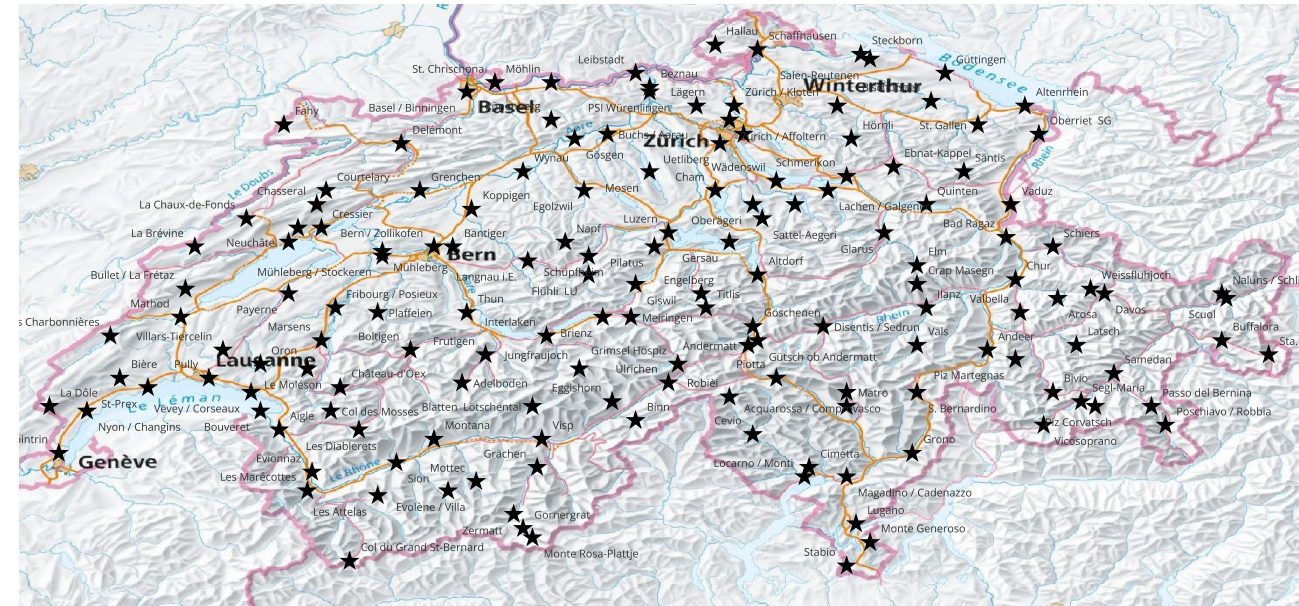 Hallau
Schaffhausen
Steckborn
Leibstadt
Güttingen
Bodensee
St. Chrischona
Möhlin
Beznau
Salen-Reutenen
Winterthur
Lägern
Zürich / Kloten
Altenrhein
Fahy
Basel / Binningen
Basel
PSI Würenlingen
St. Gallen
Oberriet SG
Delémont
Aare
Buchs / Aarau
Zürich
Zürich / Affoltern
Hörnli
Rhein
Wynau
Gösgen
Uetliberg
Wädenswil
Schmerikon
Ebnat-Kappel
Säntis
Le Doubs
Courtelary
Grenchen
Cham
Chasseral
Koppigen
Egolzwil
Mosen
Lachen / Galgenen
Quinten
Vaduz
La Chaux-de-Fonds
Cressier
Luzern
Oberägeri
Bad Ragaz
La Brévine
Neuchâtel
Bern / Zollikofen
Bantiger
Napf
Sattel-Aegeri
Schiers
Bern
Glarus
Elm
Mühleberg / Stockeren
Mühleberg
Langnau i.E.
Schüpfheim
Pilatus
Gersau
Altdorf
Crap Masegn
Chur
Bullet / La Frétaz
Flühli LU
Engelberg
Weissfluhjoch
Naluns / Schli
Mathod
Payerne
Fribourg / Posieux
Thun
Giswil
Titlis
Ilanz
Valbella
Davos
Plaffeien
Meiringen
Göschenen
Rhein
Arosa
Scuol
s Charbonnières
Marsens
Interlaken
Disentis / Sedrun
Vals
Andeer
Latsch
Buffalora
Villars-Tiercelin
Boltigen
Frutigen
Brienz
Andermatt
Sta.
Bière
Lausanne
Oron
Jungfraujoch
Grimsel Hospiz
Gütsch ob Andermatt
Samedan
Pully
Château-d'Oex
Adelboden
Eggishorn
Ulrichen
Piotta
Piz Martegnas
La Dôle
Le Moléson
Robièi
Matro
Bivio
Segl-Maria
Passo del Bernina
St-Prex
Le Léman
Vevey / Corseaux
Aigle
Col des Mosses
Blatten Lötschental
Binn
Acquarossa / Comprovasco
S. Bernardino
Poschiavo / Robbia
Nyon / Changins
Bouveret
Montana
Visp
Cevio
Piz Corvatsch
Vicosoprano
ointrin
Les Diablerets
Grächen
Cimetta
Grono
Genève
Evionnaz
Le Rhône
Mottec
Locarno / Monti
Les Marécottes
Sion
Magadino / Cadenazzo
Les Attelas
Evolène / Villa
Gornergrat
Lugano
Zermatt
Monte Generoso
Col du Grand St-Bernard
Monte Rosa-Plattje
Stabio